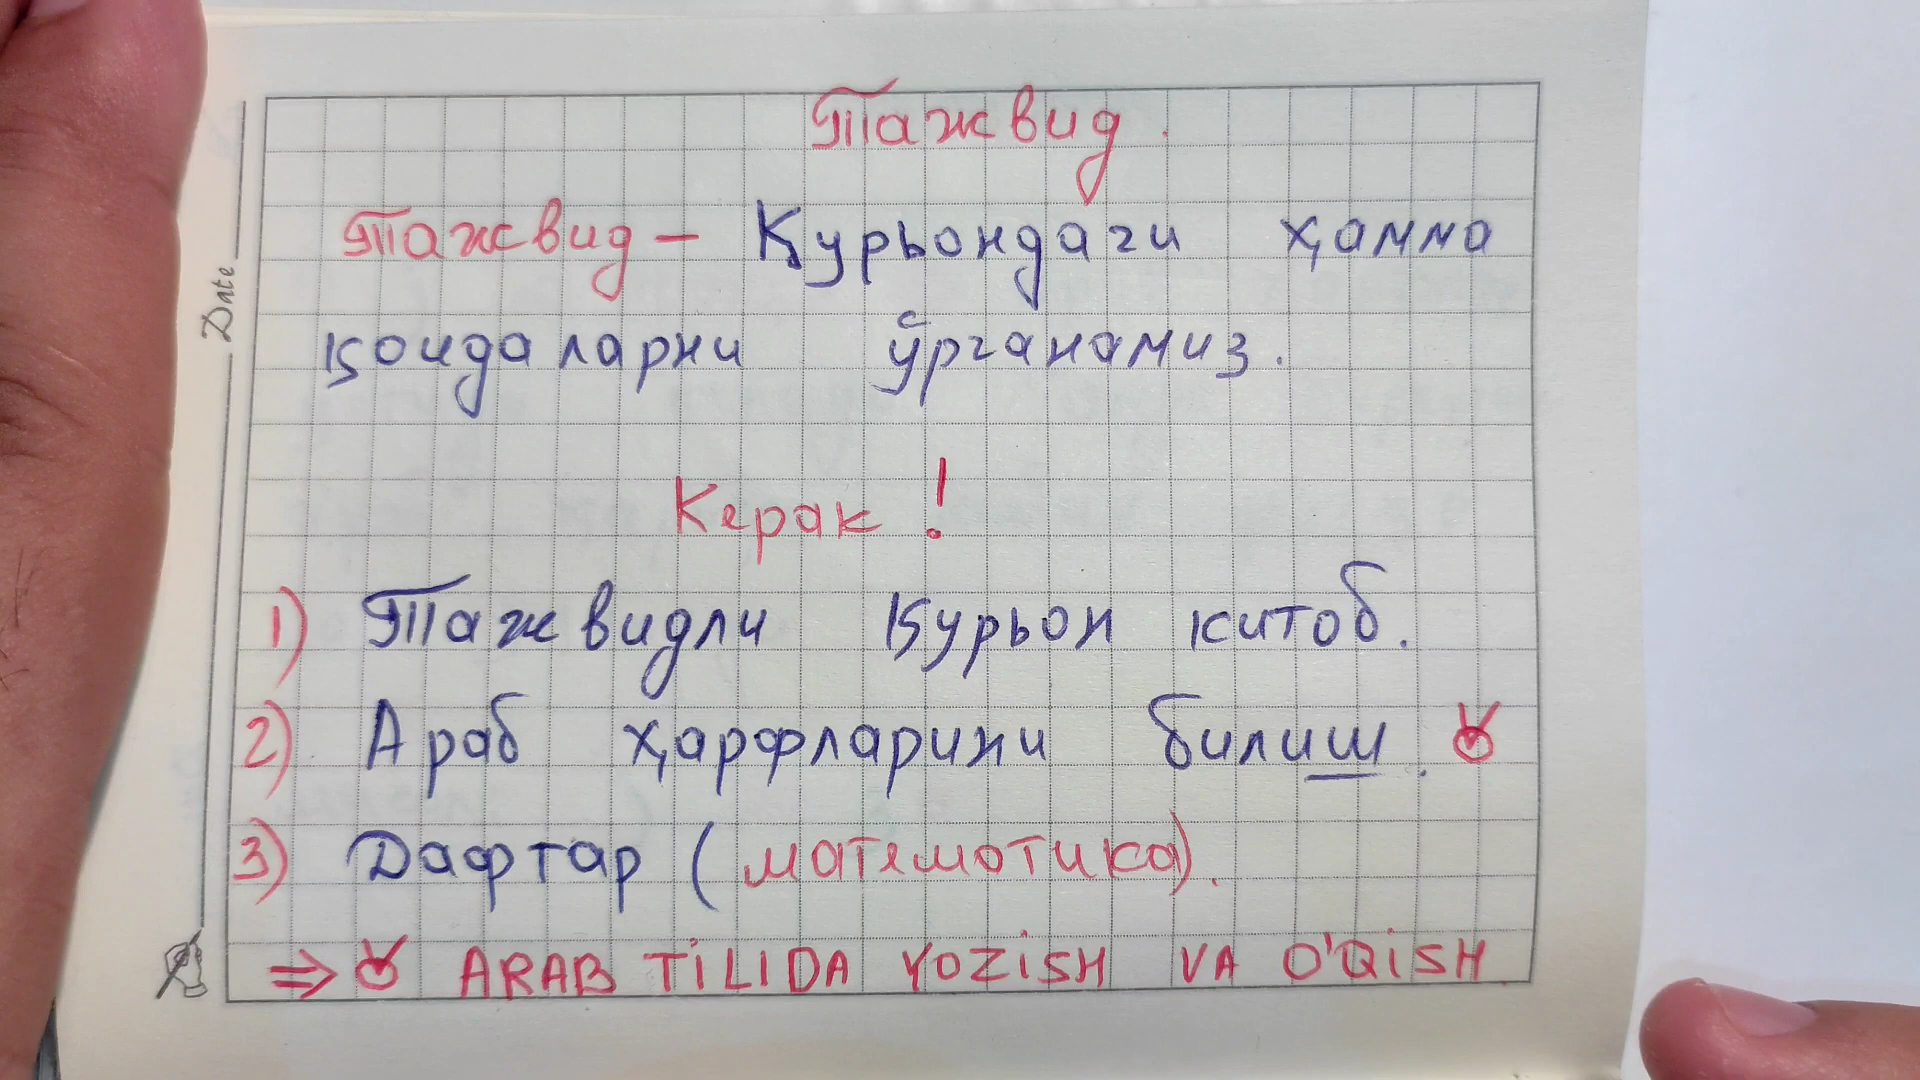 Date
Тажвид.
Тажвид – Қурьондаги ҳамма
қоидаларни ўрганамиз.
Керак !
1) Тажвидли Қурьон китоб.
2) Араб ҳарфларини билиш.
3) Дафтар (математика).
⇒ ARAB TILIDA YOZISH VA O'QISH